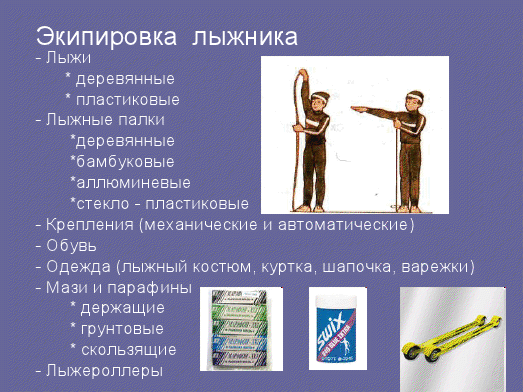 Экипировка лыжника
- Лыжи
* деревянные
* пластиковые
- Лыжные палки
*деревянные
*бамбуковые
*аллюминевые
*стекло - пластиковые
- Крепления (механические и автоматические)
- Обувь
- Одежда (лыжный костюм, куртка, шапочка, варежки)
- Мази и парафины
* держащие
* грунтовые
* скользящие
- Лыжероллеры
SWIX